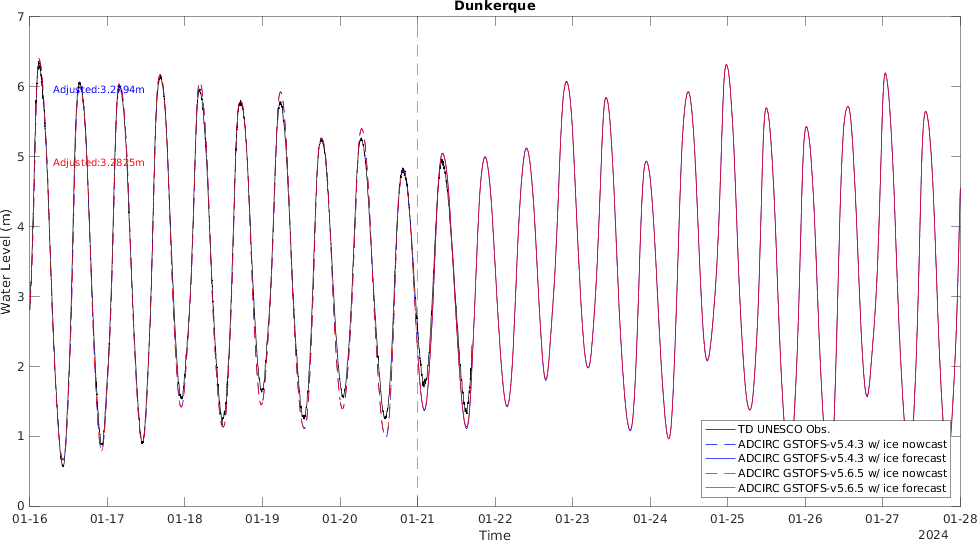 Dunkerque
7
6
5
4
3
2
1
0
Water Level (m)
Adjusted:3.2825m
TD UNESCO Obs.
ADCIRC GSTOFS-v5.4.3 w/ ice nowcast
ADCIRC GSTOFS-v5.4.3 w/ ice forecast
ADCIRC GSTOFS-v5.6.5 w/ ice nowcast
ADCIRC GSTOFS-v5.6.5 w/ ice forecast
01-16 01-17 01-18 01-19 01-20 01-21 01-22 01-23 01-24 01-25 01-26 01-27 01-28
Time
2024